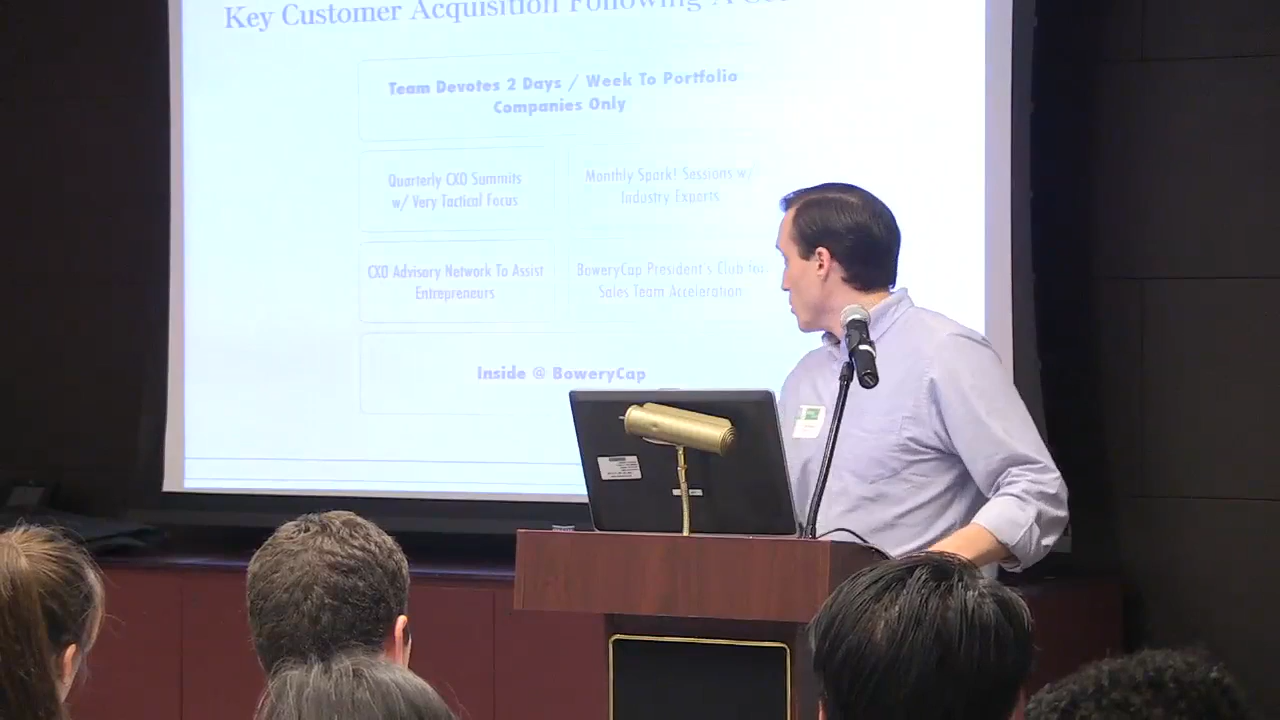 Key Customer Acquisition Following A
Team Devotes 2 Days / Week To Portfolio
Companies Only
Quarterly CXO Summits
w/ Very Tactical Focus
Monthly Spark! Sessions w/
Industry Experts
CXO Advisory Network To Assist
Entrepreneurs
BoweryCap President's Club for
Sales Team Acceleration
Inside @ BoweryCap